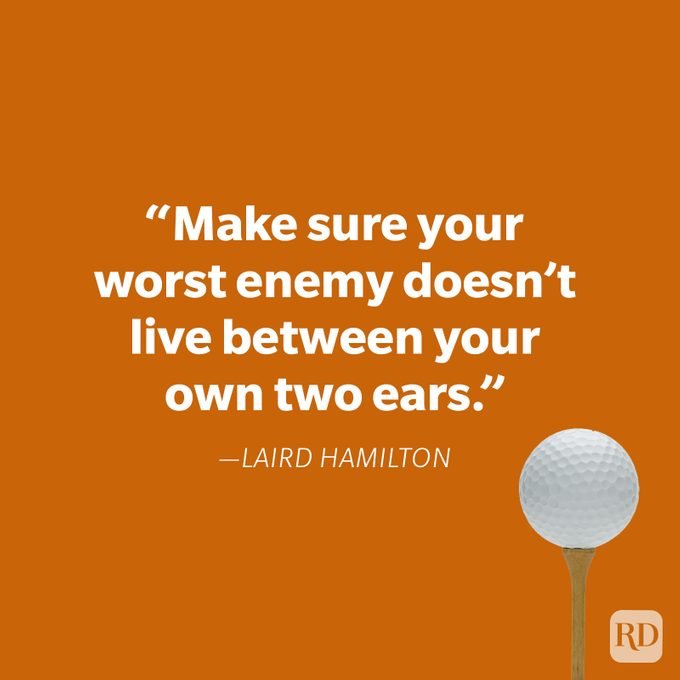 “Make sure your
worst enemy doesn’t
live between your
own two ears.”
—LAIRD HAMILTON
RD